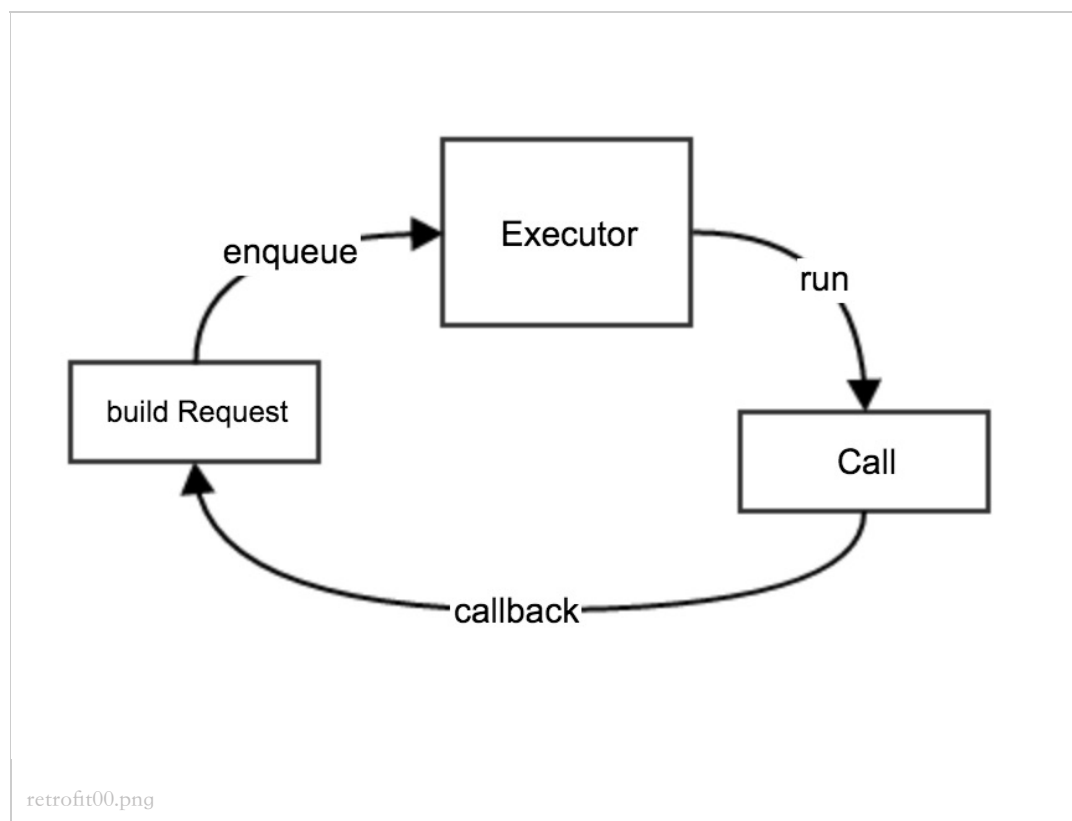 Executor
enqueue
run
build Request
Call
callback
retrofit00.png